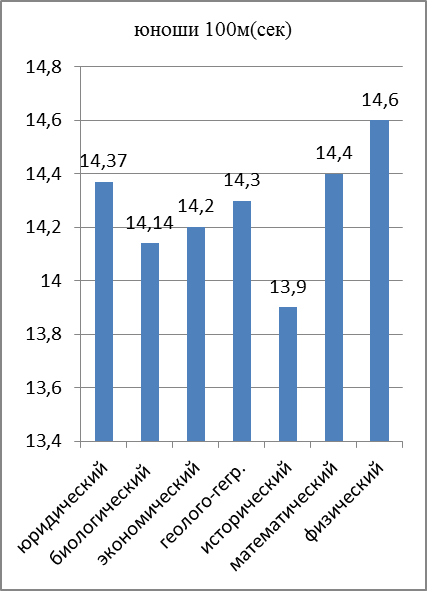 юноши 100м(сек)
14,8
14,6
14,4
14,2
14
13,8
13,6
13,4
14,37
14,14
14,2
14,3
13,9
14,4
14,6
юридический
биологический
экономический
геолого-гегр.
исторический
математический
физический